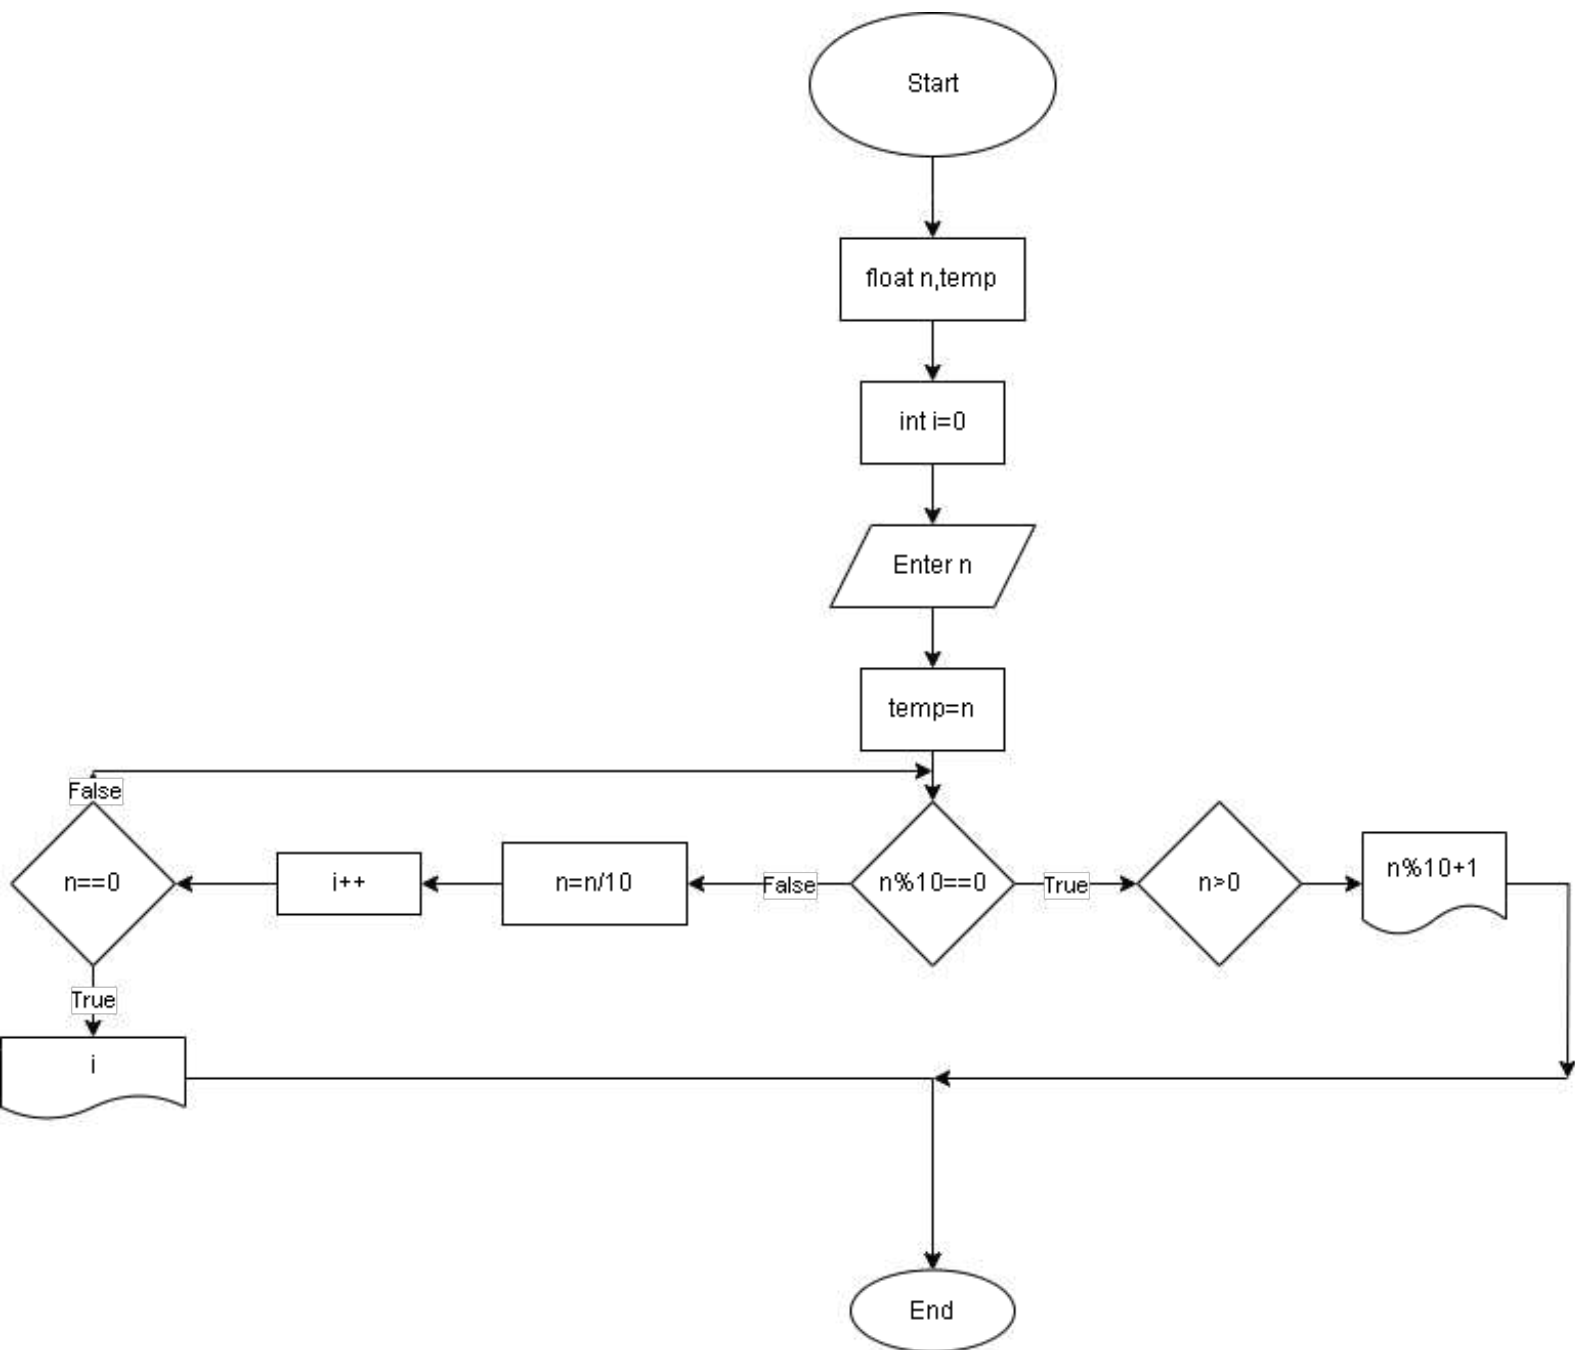 Start
float n,temp
int i=0
Enter n
temp=n
False
n==0
i++
n=n/10
False
n%10==0
True
n>0
n%10+1
True
i
End